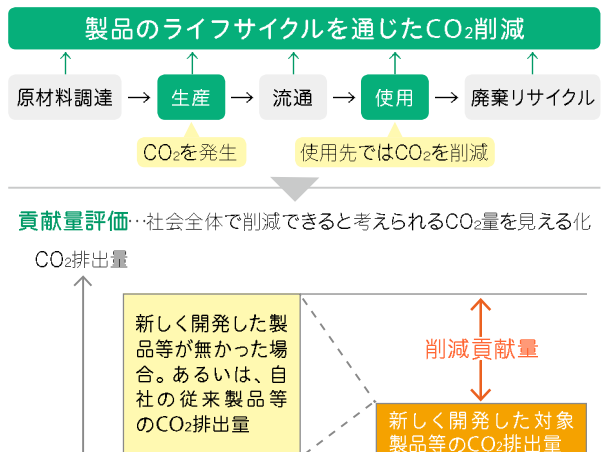 製品のライフサイクルを通じたCO₂削減
原材料調達 → 生産 → 流通 → 使用 → 廃棄リサイクル
CO₂を発生
使用先ではCO₂を削減
貢献量評価…社会全体で削減できると考えられるCO₂量を見える化
CO₂排出量
新しく開発した製
品等が無かった場
合。あるいは、自
社の従来製品等
のCO₂排出量
削減貢献量
新しく開発した対象
製品等のCO₂排出量